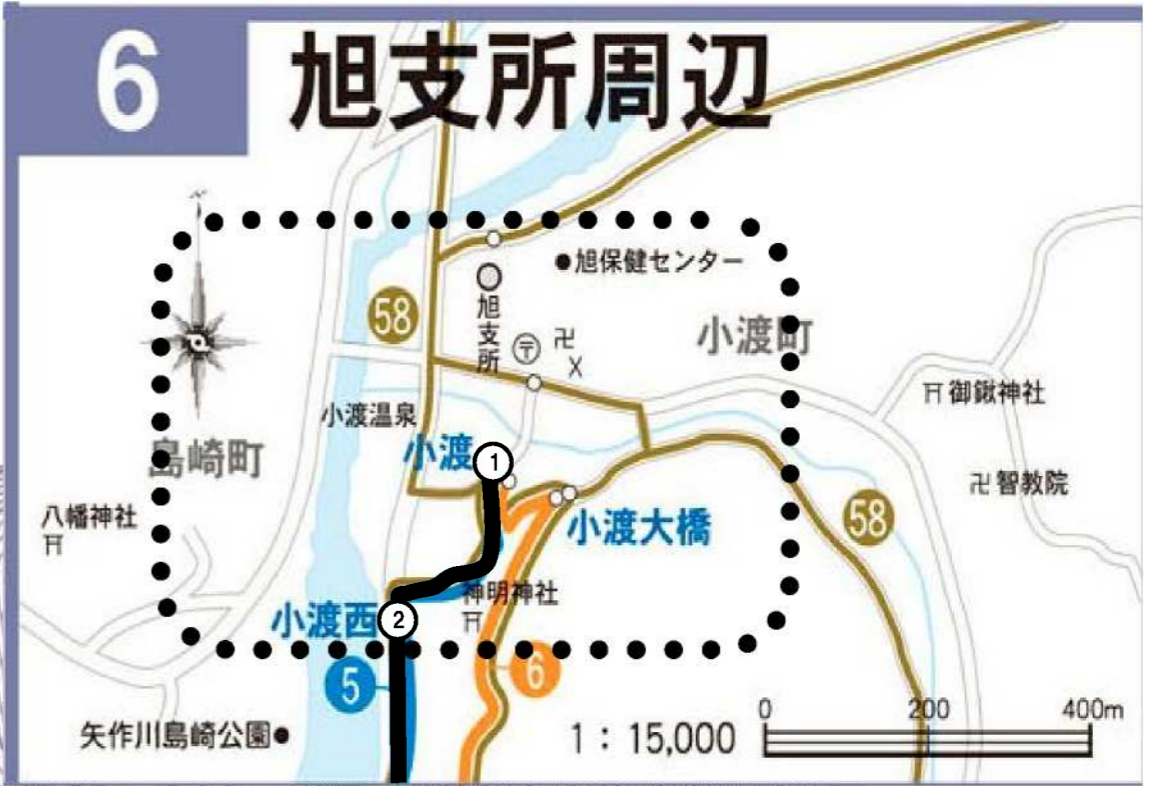 6
旭支所周辺
旭保健センター
58
旭支所
〒
卍
小渡町
小渡温泉
御鍬神社
小渡
1
島崎町
智教院
八幡神社
小渡大橋
58
神明神社
小渡西
2
5
6
0 200 400m
矢作川島崎公園
1：15,000